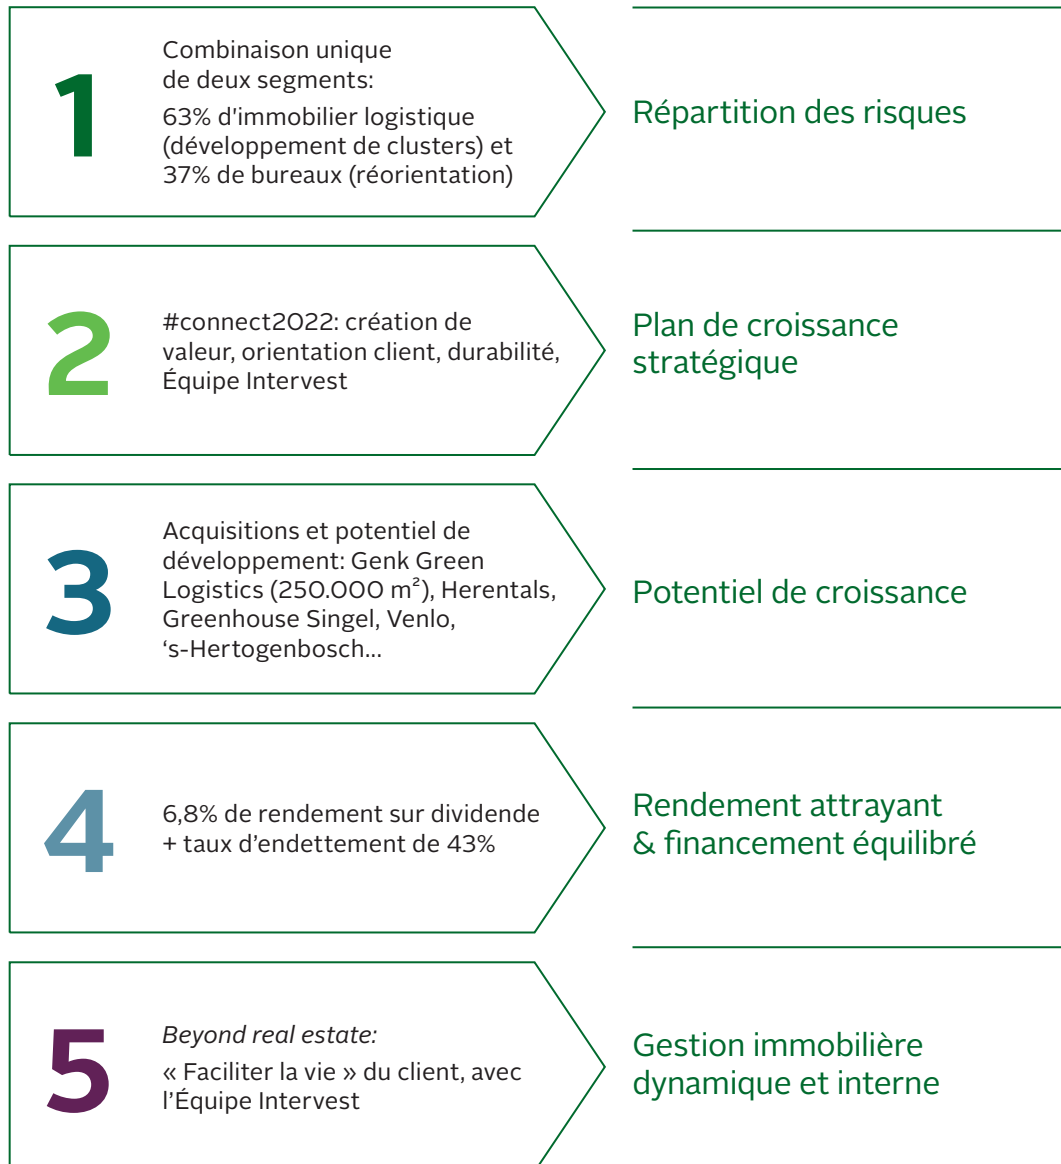 1
Combinaison unique
de deux segments:
63% d'immobilier logistique
(développement de clusters) et
37% de bureaux (réorientation)
Répartition des risques
2
#connect2022: création de
valeur, orientation client, durabilité,
Équipe Intervest
Plan de croissance
stratégique
3
Acquisitions et potentiel de
développement: Genk Green
Logistics (250.000 m²), Herentals,
Greenhouse Singel, Venlo,
‘s-Hertogenbosch...
Potentiel de croissance
4
6,8% de rendement sur dividende
+ taux d’endettement de 43%
Rendement attrayant
& financement équilibré
5
Beyond real estate:
« Faciliter la vie » du client, avec
l’Équipe Intervest
Gestion immobilière
dynamique et interne